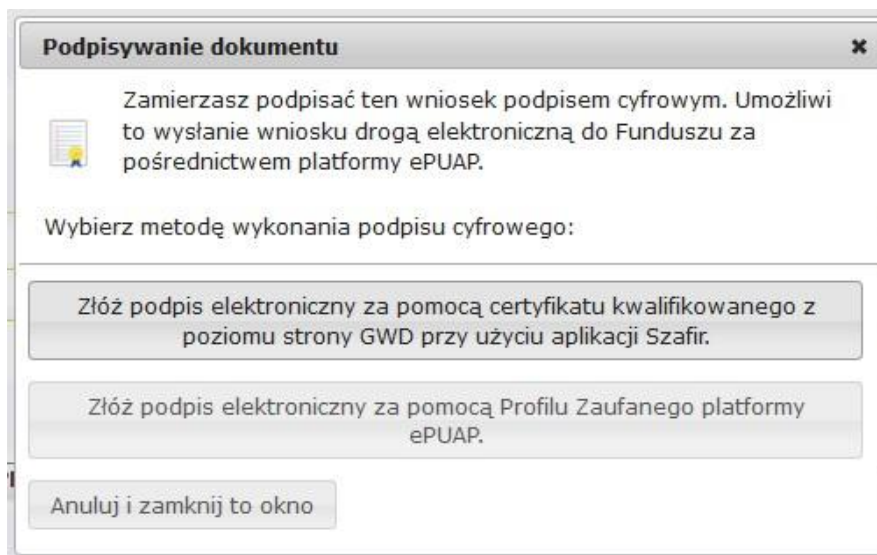 Podpisywanie dokumentu
Zamierzasz podpisać ten wniosek podpisem cyfrowym. Umożliwi
to wysłanie wniosku drogą elektroniczną do Funduszu za
pośrednictwem platformy ePUAP.
Wybierz metodę wykonania podpisu cyfrowego:
Złóż podpis elektroniczny za pomocą certyfikatu kwalifikowanego z
poziomu strony GWD przy użyciu aplikacji Szafir.
Złóż podpis elektroniczny za pomocą Profilu Zaufanego platformy
ePUAP.
Anuluj i zamknij to okno